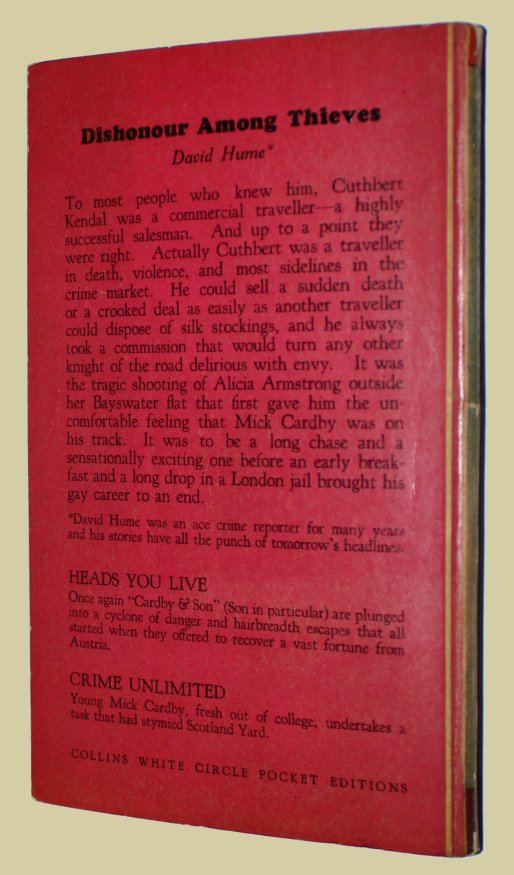 Dishonour Among Thieves
David Hume*
To most people who knew him, Cuthbert
Kendal was a commercial traveller—a highly
successful salesman. And up to a point they
were right. Actually Cuthbert was a traveller
in death, violence, and most sidelines in the
crime market. He could sell a sudden death
or a crooked deal as easily as another traveller
could dispose of silk stockings, and he always
took a commission that would turn any other
knight of the road delirious with envy. It was
the tragic shooting of Alicia Armstrong outside
her Bayswater flat that first gave him the un-
comfortable feeling that Mick Cardby was on
his track. It was to be a long chase and a
sensationally exciting one before an early break-
fast and a long drop in a London jail brought his
gay career to an end.
*David Hume was an ace crime reporter for many years
and his stories have all the punch of tomorrow's headlines.
HEADS YOU LIVE
Once again "Cardby & Son" (Son in particular) are plunged
into a cyclone of danger and hairbreadth escapes that all
started when they offered to recover a vast fortune from
Austria.
CRIME UNLIMITED
Young Mick Cardby, fresh out of college, undertakes a
task that had stymied Scotland Yard.
COLLINS WHITE CIRCLE POCKET EDITIONS